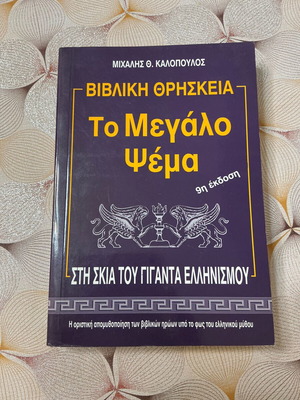 ΜΙΧΑΛΗΣ Θ. ΚΑΛΟΠΟΥΛΟΣ
ΒΙΒΛΙΚΗ ΘΡΗΣΚΕΙΑ
Το Μεγάλο
Ψέμα
9η έκδοση
ΣΤΗ ΣΚΙΑ ΤΟΥ ΓΙΓΑΝΤΑ ΕΛΛΗΝΙΣΜΟΥ
Η οριστική απομυθοποίηση των βιβλικών ηρώων υπό το φως του ελληνικού μύθου